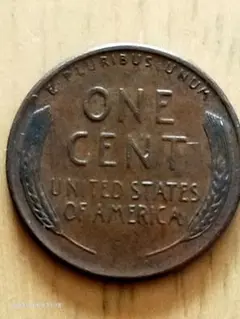 E·PLURIBUS·UNUM
ONE
CENT
UNITED STATES
OF AMERICA